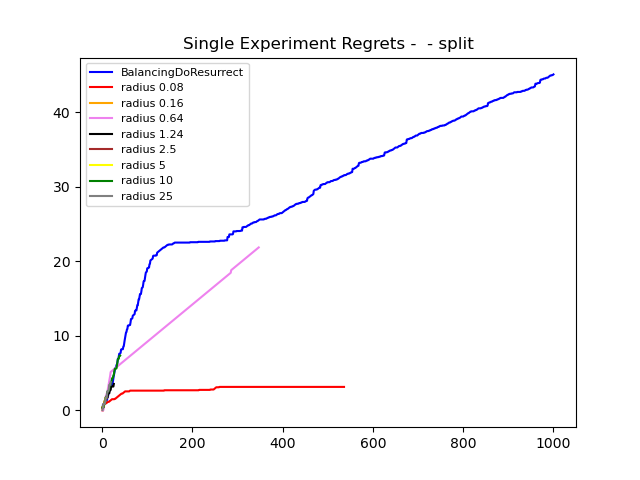 Single Experiment Regrets -  - split
BalancingDoResurrect
radius 0.08
radius 0.16
radius 0.64
radius 1.24
radius 2.5
radius 5
radius 10
radius 25
40
30
20
10
0
0 200 400 600 800 1000